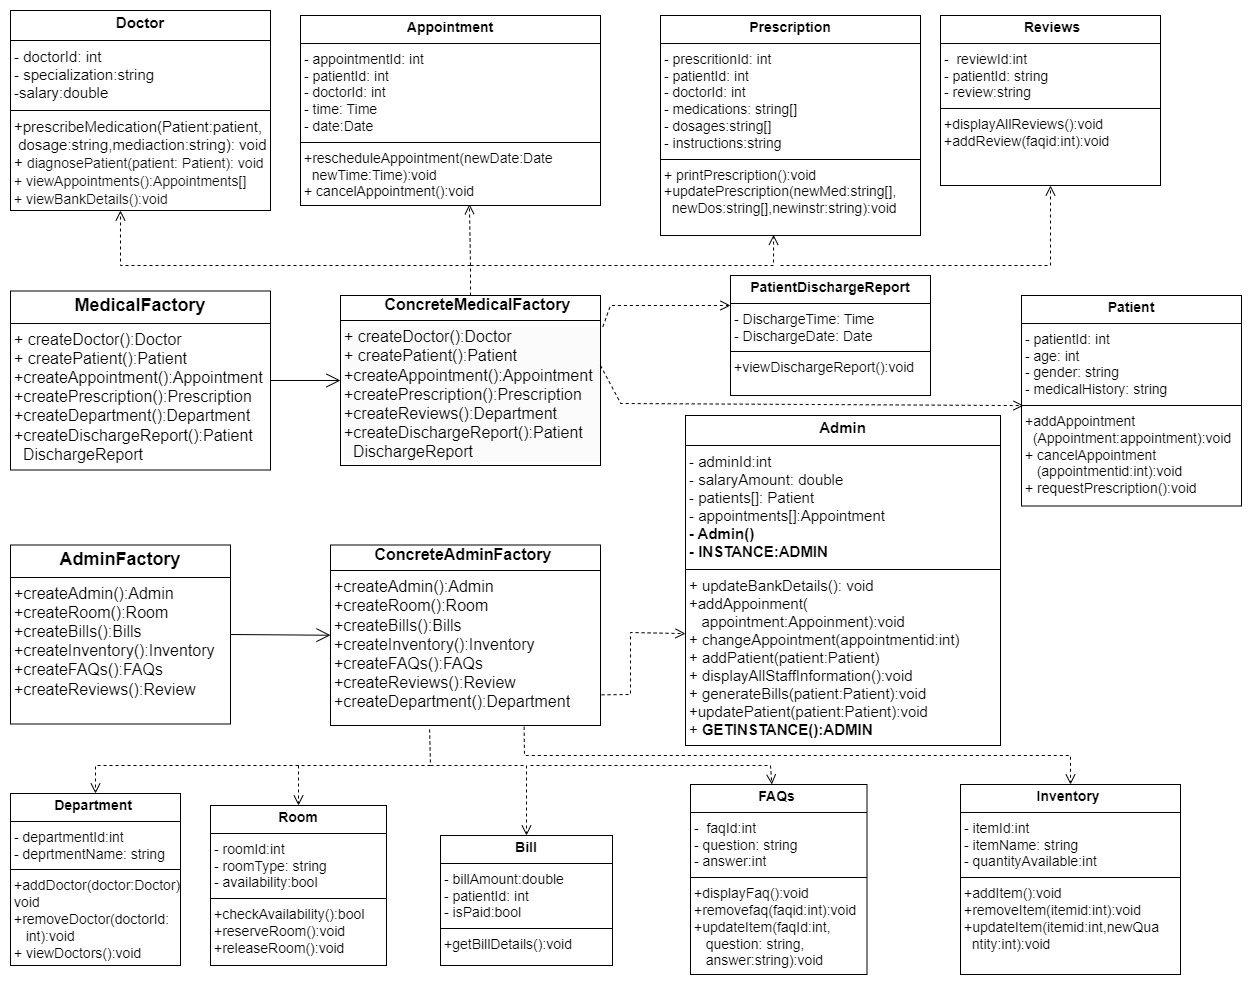 Doctor
- doctorId: int
- specialization:string
-salary:double
+prescribeMedication(Patient:patient,
dosage:string,mediaction:string): void
+ diagnosePatient(patient: Patient): void
+ viewAppointments():Appointments[]
+ viewBankDetails():void
Appointment
- appointmentId: int
- patientId: int
- doctorId: int
- time: Time
- date:Date
+rescheduleAppointment(newDate:Date
newTime:Time):void
+ cancelAppointment():void
Prescription
- prescritionId: int
- patientId: int
- doctorId: int
- medications: string[]
- dosages:string[]
- instructions:string
+ printPrescription():void
+updatePrescription(newMed:string[],
newDos:string[],newinstr:string):void
Reviews
- reviewId:int
- patientId: string
- review:string
+displayAllReviews():void
+addReview(faqid:int):void
MedicalFactory
+ createDoctor():Doctor
+ createPatient():Patient
+createAppointment():Appointment
+createPrescription():Prescription
+createDepartment():Department
+createDischargeReport():Patient
DischargeReport
ConcreteMedicalFactory
+ createDoctor():Doctor
+ createPatient():Patient
+createAppointment():Appointment
+createPrescription():Prescription
+createReviews():Department
+createDischargeReport():Patient
DischargeReport
PatientDischargeReport
- DischargeTime: Time
- DischargeDate: Date
+viewDischargeReport():void
Patient
- patientId: int
- age: int
- gender: string
- medicalHistory: string
+addAppointment
(Appointment:appointment):void
+ cancelAppointment
(appointmentid:int):void
+ requestPrescription():void
Admin
- adminId:int
- salaryAmount: double
- patients[]: Patient
- appointments[]:Appointment
- Admin()
- INSTANCE:ADMIN
+ updateBankDetails(): void
+addAppoinment(
appointment:Appoinment):void
+ changeAppointment(appointmentid:int)
+ addPatient(patient:Patient)
+ displayAllStaffInformation():void
+ generateBills(patient:Patient):void
+updatePatient(patient:Patient):void
+ GETINSTANCE():ADMIN
AdminFactory
+createAdmin():Admin
+createRoom():Room
+createBills():Bills
+createInventory():Inventory
+createFAQs():FAQs
+createReviews():Review
ConcreteAdminFactory
+createAdmin():Admin
+createRoom():Room
+createBills():Bills
+createInventory():Inventory
+createFAQs():FAQs
+createReviews():Review
+createDepartment():Department
Department
- departmentId:int
- deprtmentName: string
+addDoctor(doctor:Doctor)
void
+removeDoctor(doctorId:
int):void
+ viewDoctors():void
Room
- roomId:int
- roomType: string
- availability:bool
+checkAvailability():bool
+reserveRoom():void
+releaseRoom():void
Bill
- billAmount:double
- patientId: int
- isPaid:bool
+getBillDetails():void
FAQs
- faqId:int
- question: string
- answer:int
+displayFaq():void
+removefaq(faqid:int):void
+updateItem(faqId:int,
question: string,
answer:string):void
Inventory
- itemId:int
- itemName: string
- quantityAvailable:int
+addItem():void
+removeItem(itemid:int):void
+updateItem(itemid:int,newQua
ntity:int):void